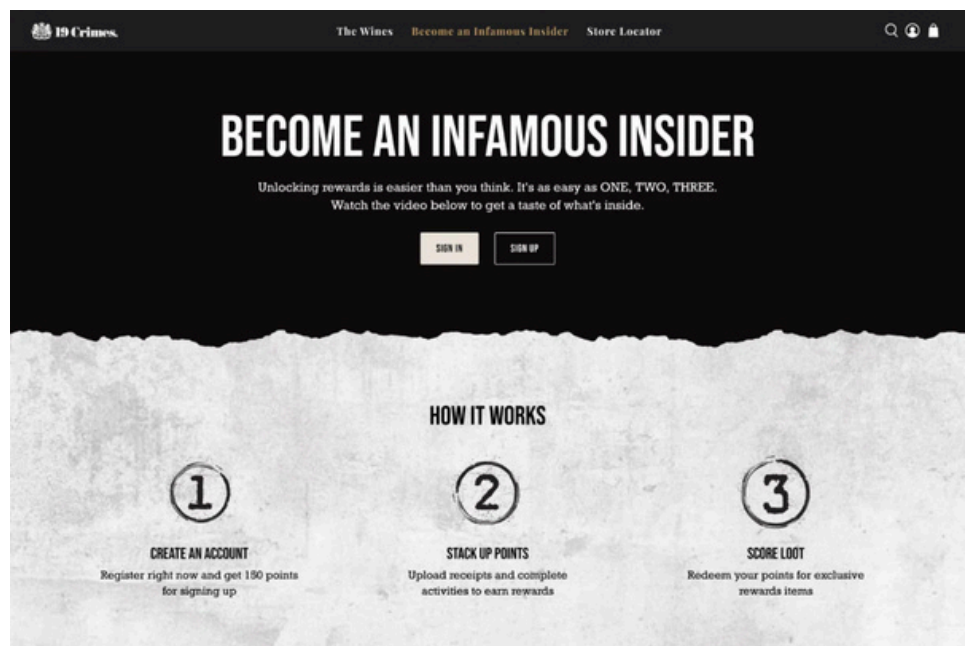 19 Crimes.
The Wines
Become an Infamous Insider
Store Locator
BECOME AN INFAMOUS INSIDER
Unlocking rewards is easier than you think. It's as easy as ONE, TWO, THREE.
Watch the video below to get a taste of what's inside.
SIGN IN
SIGN UP
HOW IT WORKS
1
CREATE AN ACCOUNT
Register right now and get 150 points
for signing up
2
STACK UP POINTS
Upload receipts and complete
activities to earn rewards
3
SCORE LOOT
Redeem your points for exclusive
rewards items